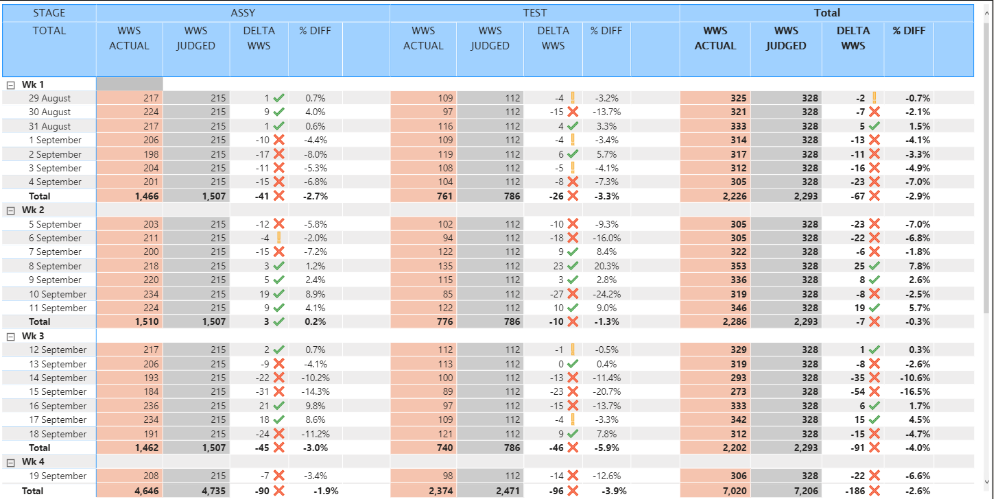 STAGE ASSY TEST Total
TOTAL WWS ACTUAL WWS JUDGED DELTA WWS % DIFF WWS ACTUAL WWS JUDGED DELTA WWS % DIFF WWS ACTUAL WWS JUDGED DELTA WWS % DIFF
Wk 1
29 August 217 215 1 0.7% 109 112 -4 -3.2% 325 328 -2 -0.7%
30 August 224 215 9 4.0% 97 112 -15 -13.7% 321 328 -7 -2.1%
31 August 217 215 1 0.6% 116 112 4 3.3% 333 328 5 1.5%
1 September 206 215 -10 -4.4% 109 112 -4 -3.4% 314 328 -13 -4.1%
2 September 198 215 -17 -8.0% 119 112 6 5.7% 317 328 -11 -3.3%
3 September 204 215 -11 -5.3% 108 112 -5 -4.1% 312 328 -16 -4.9%
4 September 201 215 -15 -6.8% 104 112 -8 -7.3% 305 328 -23 -7.0%
Total 1,466 1,507 -41 -2.7% 761 786 -26 -3.3% 2,226 2,293 -67 -2.9%
Wk 2
5 September 203 215 -12 -5.8% 102 112 -10 -9.3% 305 328 -23 -7.0%
6 September 211 215 -4 -2.0% 94 112 -18 -16.0% 305 328 -22 -6.8%
7 September 200 215 -15 -7.2% 122 112 9 8.4% 322 328 -6 -1.8%
8 September 218 215 3 1.2% 135 112 23 20.3% 353 328 25 7.8%
9 September 220 215 5 2.4% 115 112 3 2.8% 336 328 8 2.6%
10 September 234 215 19 8.9% 85 112 -27 -24.2% 319 328 -8 -2.5%
11 September 224 215 9 4.1% 122 112 10 9.0% 346 328 19 5.7%
Total 1,510 1,507 3 0.2% 776 786 -10 -1.3% 2,286 2,293 -7 -0.3%
Wk 3
12 September 217 215 2 0.7% 112 112 -1 -0.5% 329 328 1 0.3%
13 September 206 215 -9 -4.1% 113 112 0 0.4% 319 328 -8 -2.6%
14 September 193 215 -22 -10.2% 100 112 -13 -11.4% 293 328 -35 -10.6%
15 September 184 215 -31 -14.3% 89 112 -23 -20.7% 273 328 -54 -16.5%
16 September 236 215 21 9.8% 97 112 -15 -13.7% 333 328 6 1.7%
17 September 234 215 18 8.6% 109 112 -4 -3.3% 342 328 15 4.5%
18 September 191 215 -24 -11.2% 121 112 9 7.8% 312 328 -15 -4.7%
Total 1,462 1,507 -45 -3.0% 740 786 -46 -5.9% 2,202 2,293 -91 -4.0%
Wk 4
19 September 208 215 -7 -3.4% 98 112 -14 -12.6% 306 328 -22 -6.6%
Total 4,646 4,735 -90 -1.9% 2,374 2,471 -96 -3.9% 7,020 7,206 -186 -2.6%